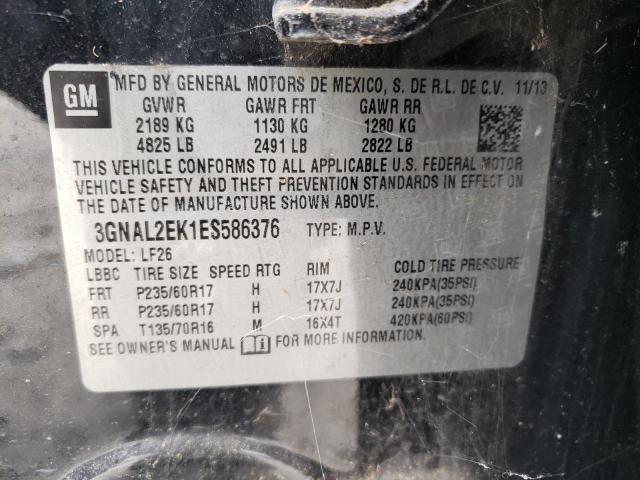 GM MFD BY GENERAL MOTORS DE MEXICO, S. DE R.L. DE C.V. 11/13
GVWR GAWR FRT GAWR RR
2189 KG 1130 KG 1280 KG
4825 LB 2491 LB 2822 LB
THIS VEHICLE CONFORMS TO ALL APPLICABLE U.S. FEDERAL MOTOR
VEHICLE SAFETY AND THEFT PREVENTION STANDARDS IN EFFECT ON
THE DATE OF MANUFACTURE SHOWN ABOVE.
3GNAL2EK1ES586376 TYPE: M.P.V.
MODEL: LF26
LBBC TIRE SIZE SPEED RTG RIM COLD TIRE PRESSURE
FRT P235/60R17 H 17X7J 240KPA(35PSI)
RR P235/60R17 H 17X7J 240KPA(35PSI)
SPA T135/70R16 M 16X4T 420KPA(60PSI)
SEE OWNER'S MANUAL FOR MORE INFORMATION.